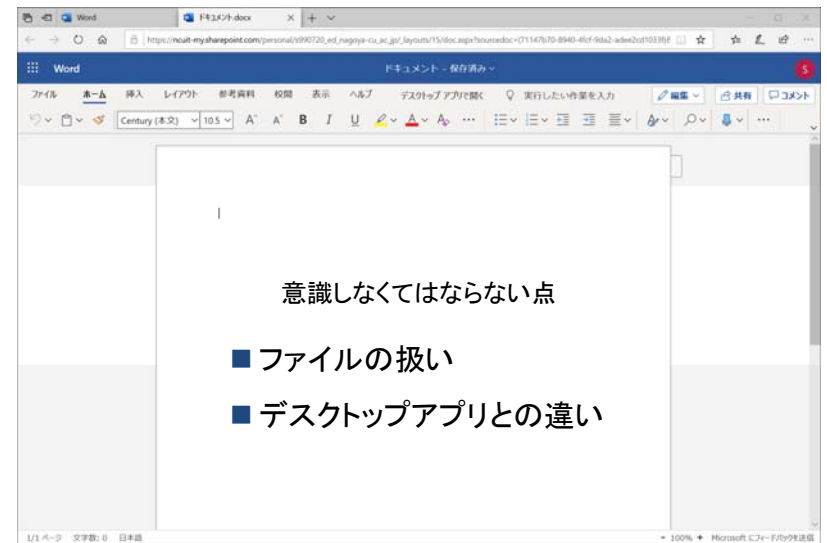 Word
ドキュメント.docx
Word
ドキュメント - 保存済み
S
ファイル ホーム 挿入 レイアウト 参考資料 校閲 表示 ヘルプ デスクトップ アプリで開く 実行したい作業を入力 編集 共有 コメント
Century (本文) 10.5 A A B I U A
意識しなくてはならない点
■ ファイルの扱い
■ デスクトップアプリとの違い
1/1 ページ 文字数: 0 日本語 - 100% + Microsoft にフィードバックを送信